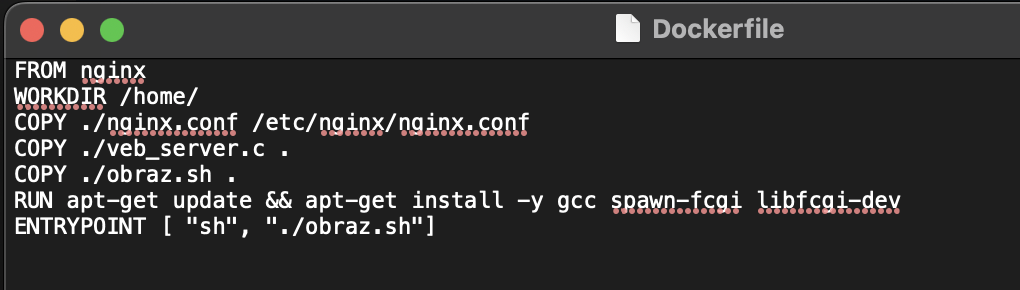 Dockerfile
FROM nginx
WORKDIR /home/
COPY ./nginx.conf /etc/nginx/nginx.conf
COPY ./veb_server.c .
COPY ./obraz.sh .
RUN apt-get update && apt-get install -y gcc spawn-fcgi libfcgi-dev
ENTRYPOINT [ "sh", "./obraz.sh"]